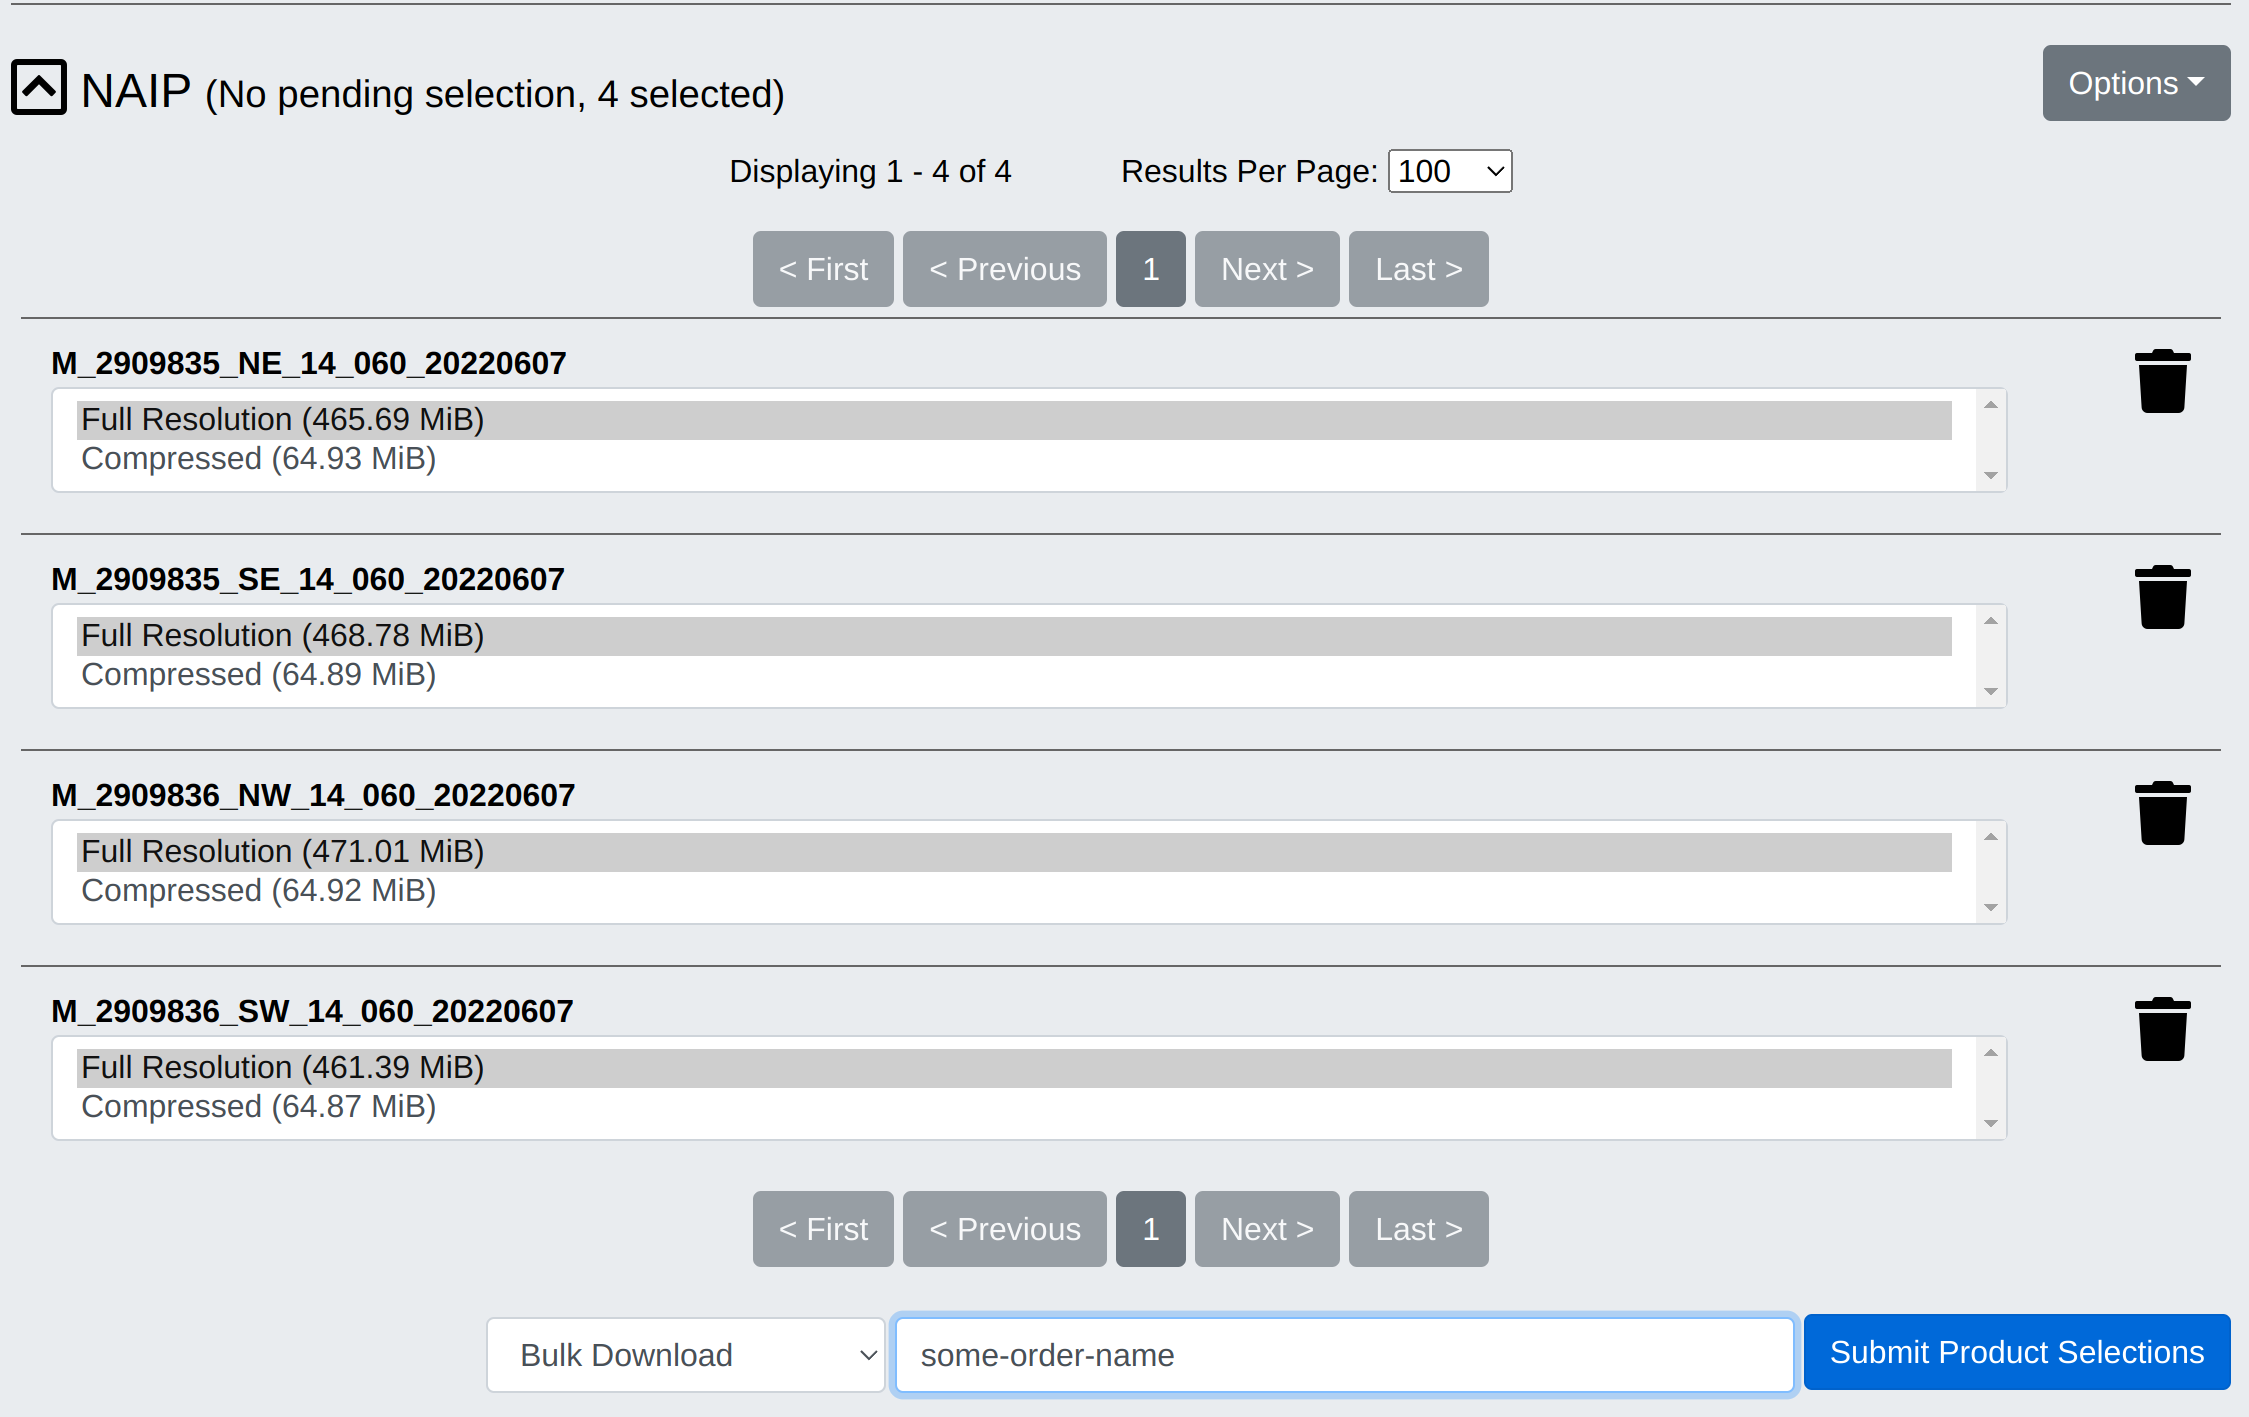 NAIP (No pending selection, 4 selected)
Options
Displaying 1 - 4 of 4 Results Per Page: 100
< First < Previous 1 Next > Last >
M_2909835_NE_14_060_20220607
Full Resolution (465.69 MiB)
Compressed (64.93 MiB)
M_2909835_SE_14_060_20220607
Full Resolution (468.78 MiB)
Compressed (64.89 MiB)
M_2909836_NW_14_060_20220607
Full Resolution (471.01 MiB)
Compressed (64.92 MiB)
M_2909836_SW_14_060_20220607
Full Resolution (461.39 MiB)
Compressed (64.87 MiB)
< First < Previous 1 Next > Last >
Bulk Download some-order-name Submit Product Selections